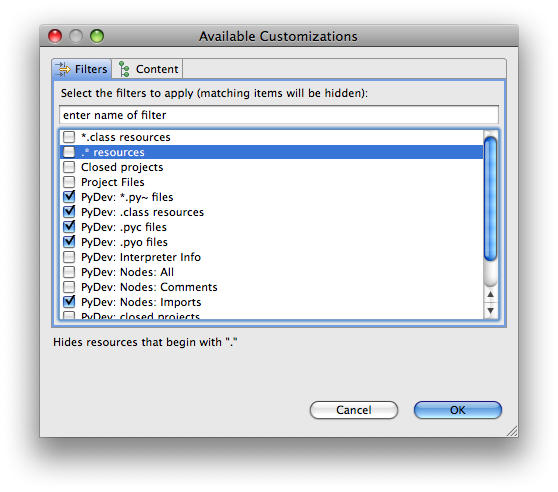 Available Customizations
Filters
Content
Select the filters to apply (matching items will be hidden):
enter name of filter
*.class resources
.* resources
Closed projects
Project Files
PyDev: *.py~ files
PyDev: .class resources
PyDev: .pyc files
PyDev: .pyo files
PyDev: Interpreter Info
PyDev: Nodes: All
PyDev: Nodes: Comments
PyDev: Nodes: Imports
PyDev: closed projects
Hides resources that begin with "."
Cancel
OK